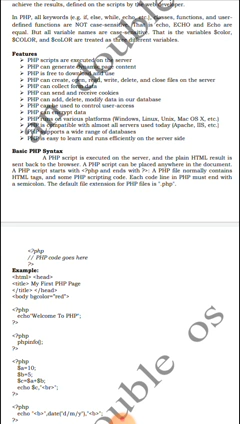 achieve the results, defined on the scripts by the web developer.
In PHP, all keywords (e.g. if, else, while, echo, etc.), classes, functions, and user-
defined functions are NOT case-sensitive. That is echo, ECHO and Echo are
equal. But all variable names are case-sensitive. That is the variables $color,
$COLOR, and $coLOR are treated as three different variables.
Features
➢ PHP scripts are executed on the server
➢ PHP can generate dynamic page content
➢ PHP is free to download and use
➢ PHP can create, open, read, write, delete, and close files on the server
➢ PHP can collect form data
➢ PHP can send and receive cookies
➢ PHP can add, delete, modify data in our database
➢ PHP can be used to control user-access
➢ PHP can encrypt data
➢ PHP runs on various platforms (Windows, Linux, Unix, Mac OS X, etc.)
➢ PHP is compatible with almost all servers used today (Apache, IIS, etc.)
➢ PHP supports a wide range of databases
➢ PHP is easy to learn and runs efficiently on the server side
Basic PHP Syntax
A PHP script is executed on the server, and the plain HTML result is
sent back to the browser. A PHP script can be placed anywhere in the document.
A PHP script starts with <?php and ends with ?>: A PHP file normally contains
HTML tags, and some PHP scripting code. Each code line in PHP must end with
a semicolon. The default file extension for PHP files is ".php".
<?php
// PHP code goes here
?>
Example:
<html> <head>
<title> My First PHP Page
</title> </head>
<body bgcolor="red">
<?php
echo"Welcome To PHP";
?>
<?php
phpinfo();
?>
<?php
$a=10;
$b=5;
$c=$a+$b;
echo $c,"<br>";
?>
<?php
echo "<b>",date("d/m/y"),"<b>";
?>
double
uble os